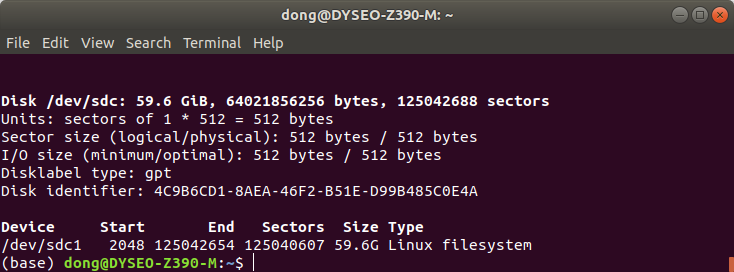 dong@DYSEO-Z390-M: ~
File Edit View Search Terminal Help
Disk /dev/sdc: 59.6 GiB, 64021856256 bytes, 125042688 sectors
Units: sectors of 1 * 512 = 512 bytes
Sector size (logical/physical): 512 bytes / 512 bytes
I/O size (minimum/optimal): 512 bytes / 512 bytes
Disklabel type: gpt
Disk identifier: 4C9B6CD1-8AEA-46F2-B51E-D99B485C0E4A
Device Start End Sectors Size Type
/dev/sdc1 2048 125042654 125040607 59.6G Linux filesystem
(base) dong@DYSEO-Z390-M:~$